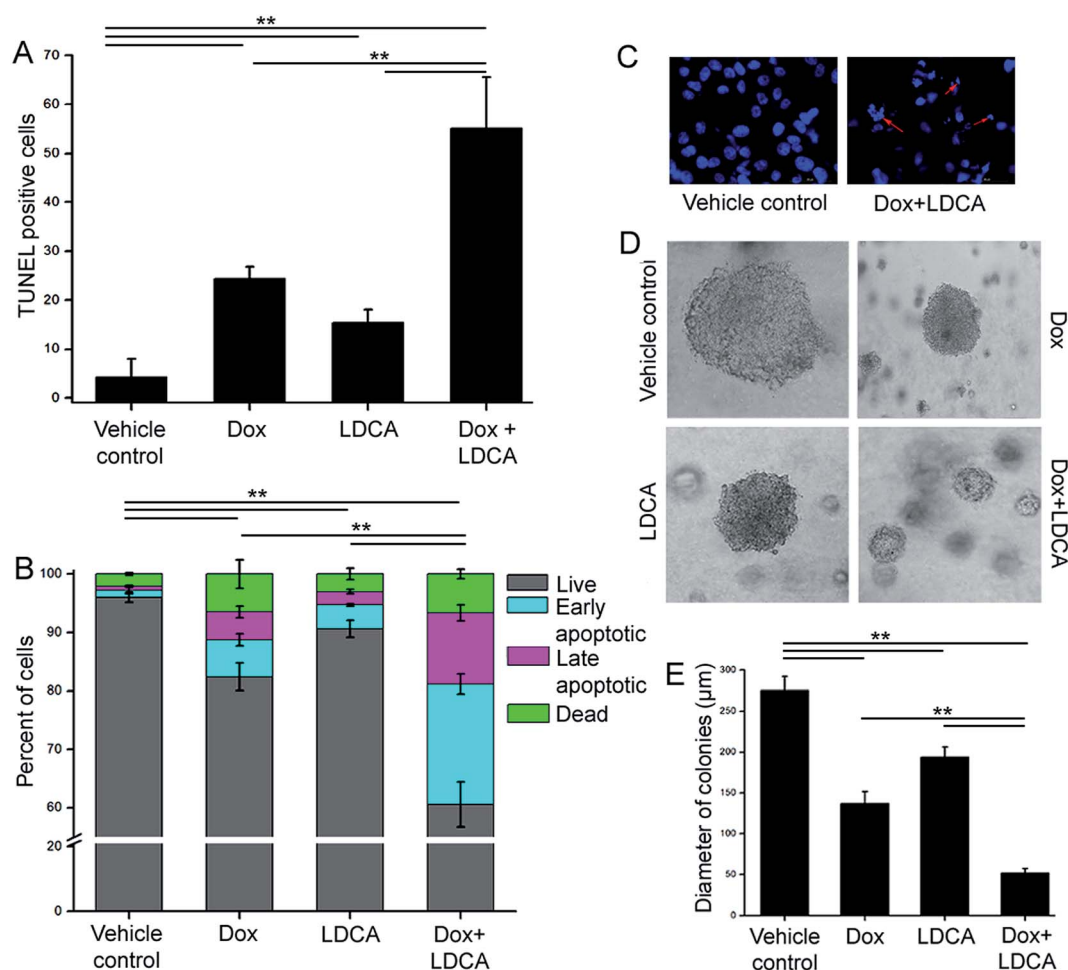 A
**
**
70
60
50
40
30
20
10
0
TUNEL positive cells
Vehicle control
Dox
LDCA
Dox + LDCA
B
**
**
100
90
80
70
60
20
0
Percent of cells
Vehicle control
Dox
LDCA
Dox+ LDCA
Live
Early
apoptotic
Late
apoptotic
Dead
C
Vehicle control
Dox+LDCA
D
Vehicle control
Dox
LDCA
Dox+LDCA
E
**
**
300
250
200
150
100
50
0
Diameter of colonies (µm)
Vehicle control
Dox
LDCA
Dox+ LDCA